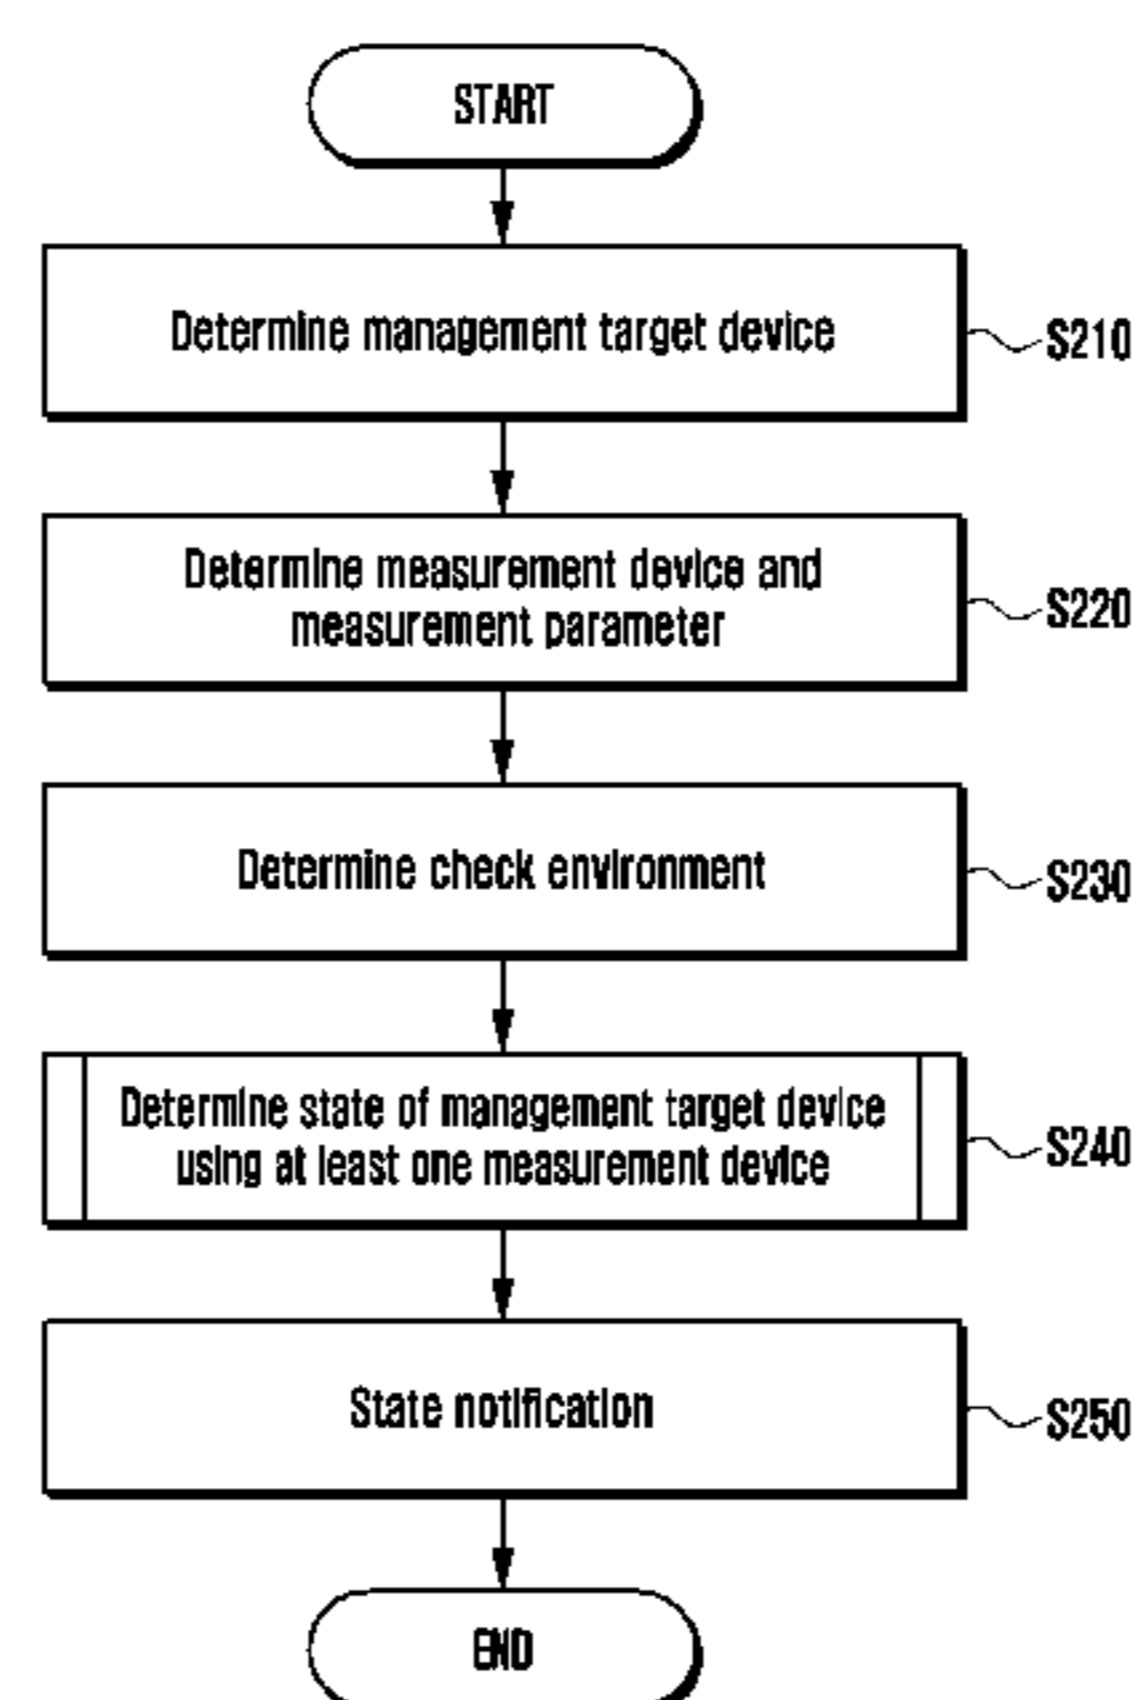 START
Determine management target device
S210
Determine measurement device and
measurement parameter
S220
Determine check environment
S230
Determine state of management target device
using at least one measurement device
S240
State notification
S250
END